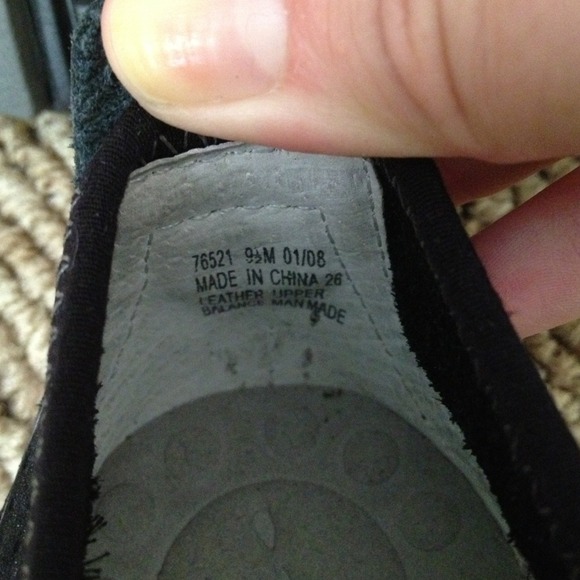 76521 9½M 01/08
MADE IN CHINA 26
LEATHER UPPER
BALANCE MAN MADE